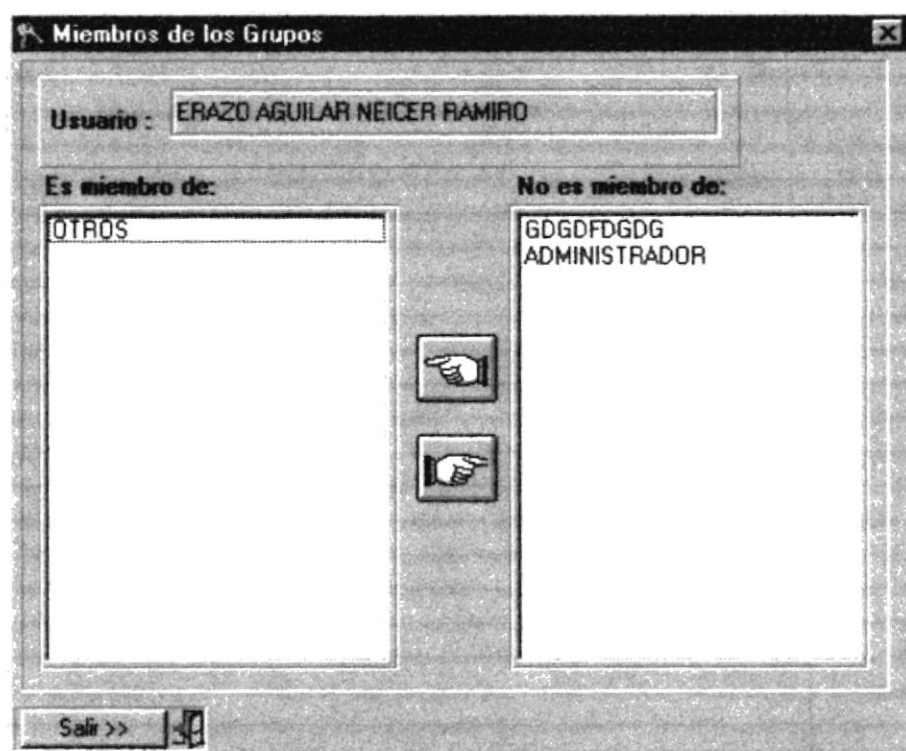 Miembros de los Grupos
Usuario : ERAZO AGUILAR NEICER RAMIRO
Es miembro de:
No es miembro de:
OTROS
GDGDFDGDG
ADMINISTRADOR
Salir >>